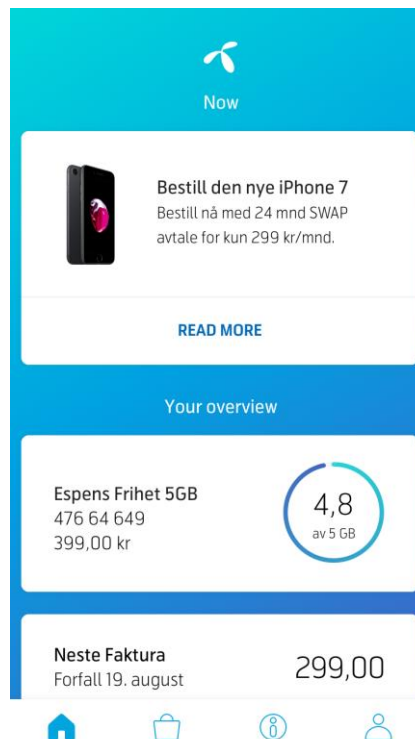 Now
Bestill den nye iPhone 7
Bestill nå med 24 mnd SWAP
avtale for kun 299 kr/mnd.
READ MORE
Your overview
Espens Frihet 5GB
476 64 649
399,00 kr
4,8
av 5 GB
Neste Faktura
Forfall 19. august
299,00